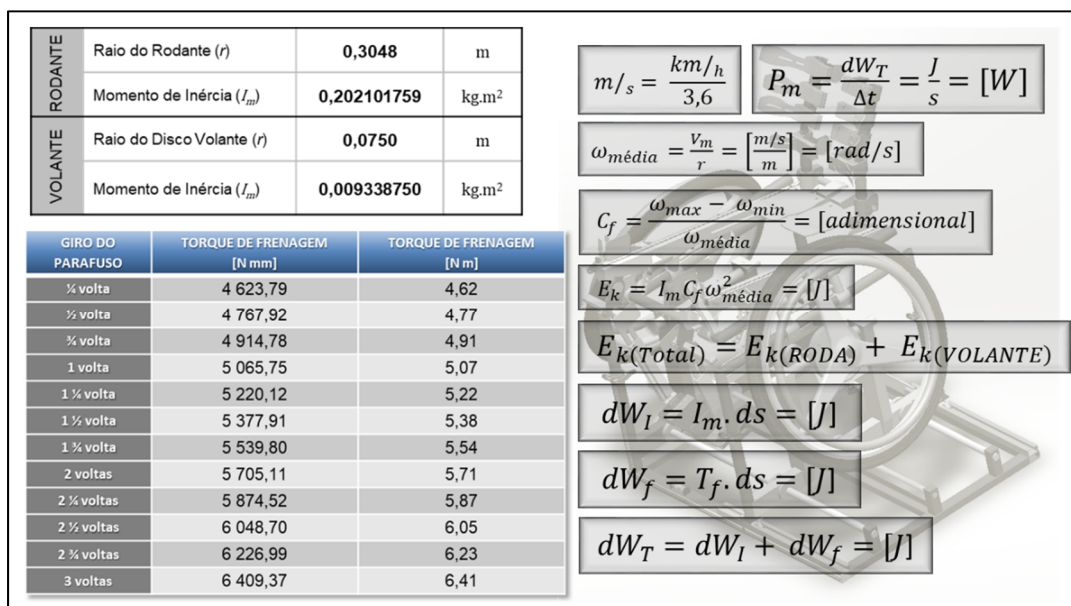 RODANTE
Raio do Rodante (r) 0,3048 m
Momento de Inércia (Iₘ) 0,202101759 kg.m²
VOLANTE
Raio do Disco Volante (r) 0,0750 m
Momento de Inércia (Iₘ) 0,009338750 kg.m²
GIRO DO PARAFUSO TORQUE DE FRENAGEM [N mm] TORQUE DE FRENAGEM [N m]
¼ volta 4 623,79 4,62
½ volta 4 767,92 4,77
¾ volta 4 914,78 4,91
1 volta 5 065,75 5,07
1 ¼ volta 5 220,12 5,22
1 ½ volta 5 377,91 5,38
1 ¾ volta 5 539,80 5,54
2 voltas 5 705,11 5,71
2 ¼ voltas 5 874,52 5,87
2 ½ voltas 6 048,70 6,05
2 ¾ voltas 6 226,99 6,23
3 voltas 6 409,37 6,41
m/s = km/h / 3,6
Pₘ = dW_T / Δt = J/s = [W]
ω_média = Vₘ / r = [m/s / m] = [rad/s]
C_f = (ω_max − ω_min) / ω_média = [adimensional]
E_k = Iₘ C_f ω²_média = [J]
E_k(Total) = E_k(RODA) + E_k(VOLANTE)
dW_I = Iₘ. ds = [J]
dW_f = T_f. ds = [J]
dW_T = dW_I + dW_f = [J]